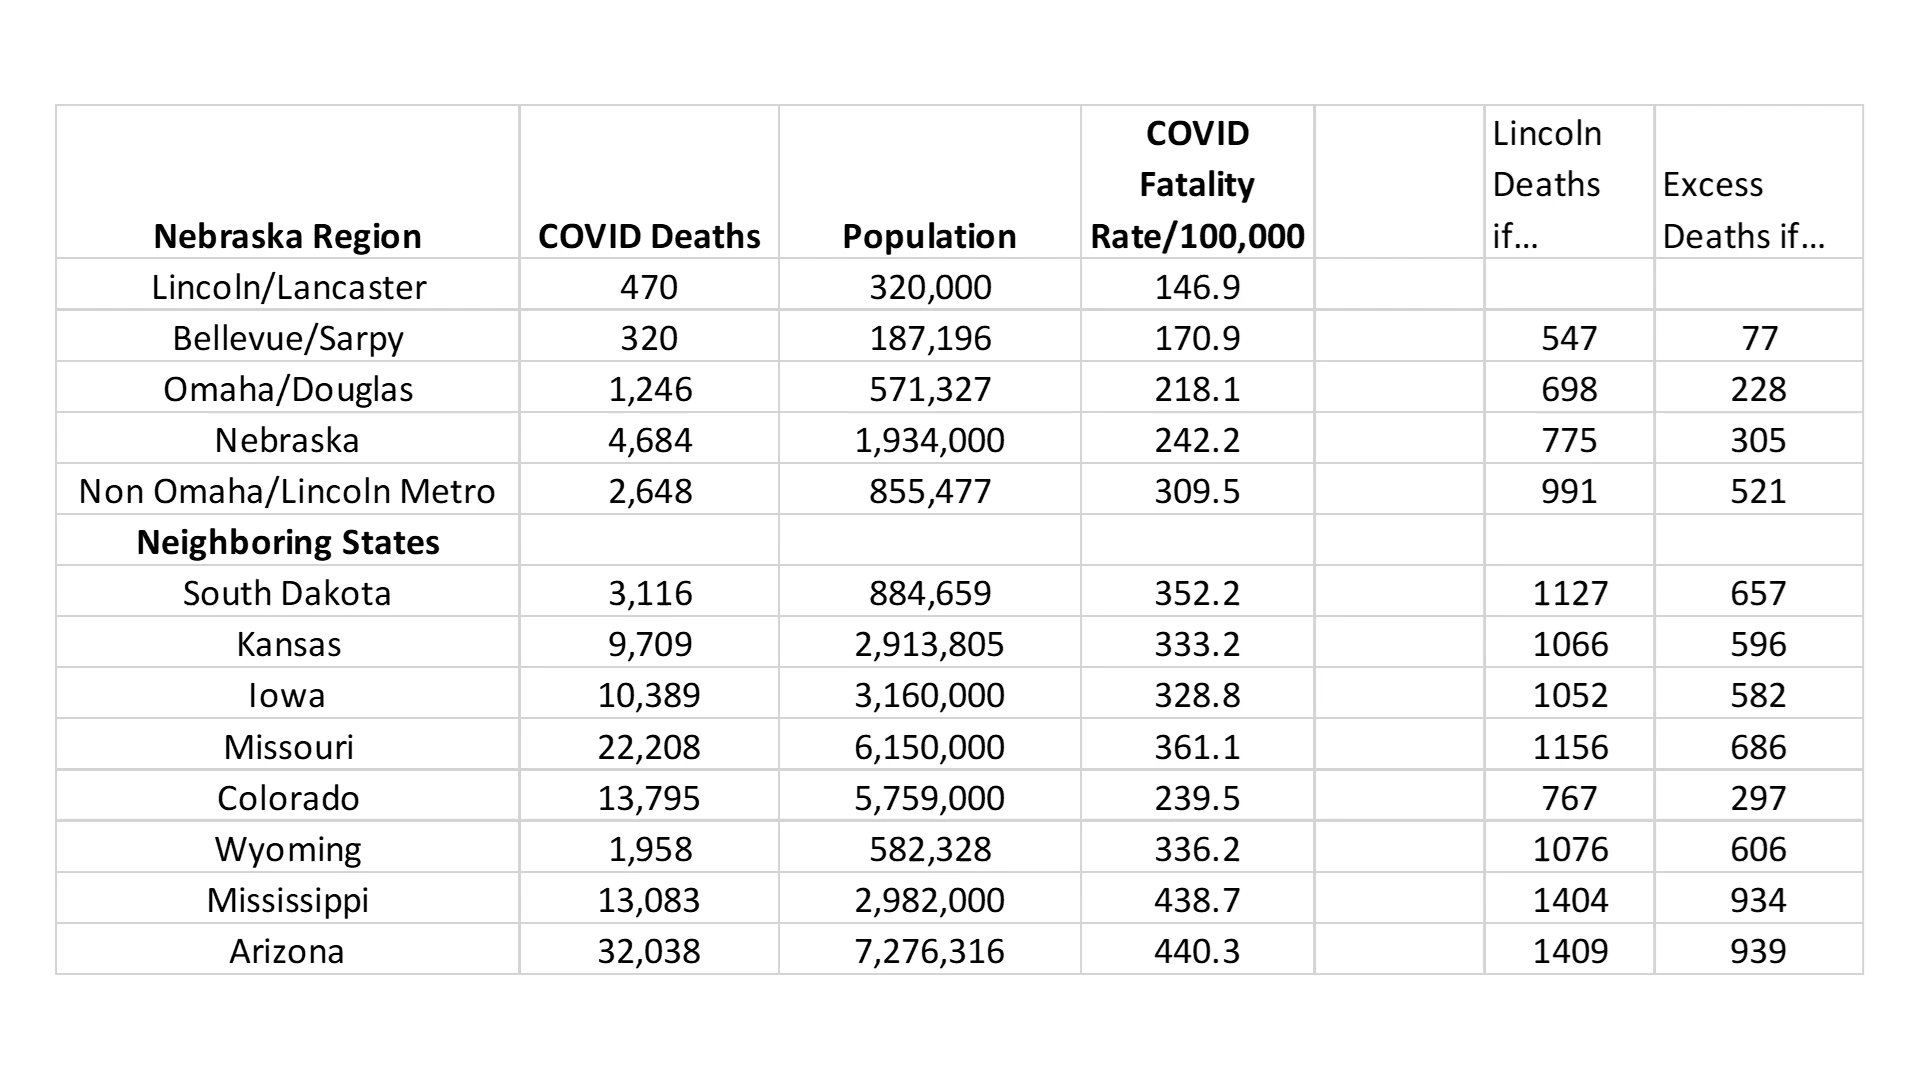 Nebraska Region COVID Deaths Population COVID Fatality Rate/100,000 Lincoln Deaths if... Excess Deaths if...
Lincoln/Lancaster 470 320,000 146.9
Bellevue/Sarpy 320 187,196 170.9 547 77
Omaha/Douglas 1,246 571,327 218.1 698 228
Nebraska 4,684 1,934,000 242.2 775 305
Non Omaha/Lincoln Metro 2,648 855,477 309.5 991 521
Neighboring States
South Dakota 3,116 884,659 352.2 1127 657
Kansas 9,709 2,913,805 333.2 1066 596
Iowa 10,389 3,160,000 328.8 1052 582
Missouri 22,208 6,150,000 361.1 1156 686
Colorado 13,795 5,759,000 239.5 767 297
Wyoming 1,958 582,328 336.2 1076 606
Mississippi 13,083 2,982,000 438.7 1404 934
Arizona 32,038 7,276,316 440.3 1409 939